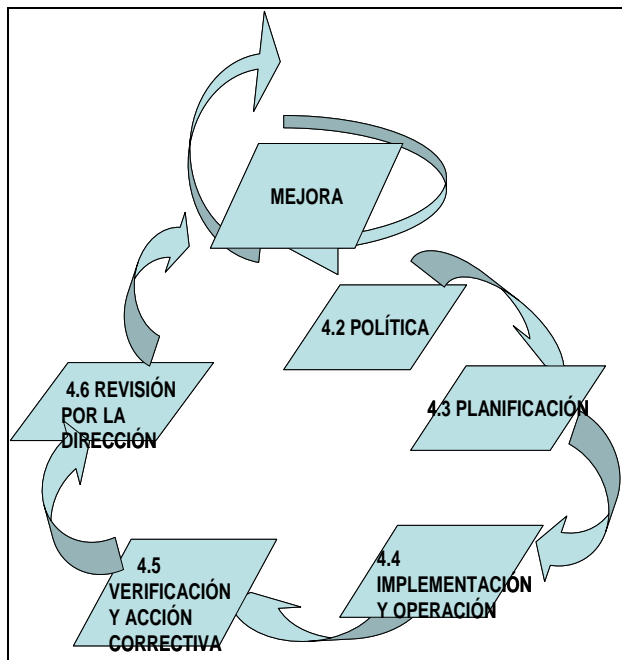 MEJORA
4.2 POLÍTICA
4.3 PLANIFICACIÓN
4.4
IMPLEMENTACIÓN
Y OPERACIÓN
4.5
VERIFICACIÓN
Y ACCIÓN
CORRECTIVA
4.6 REVISIÓN
POR LA
DIRECCIÓN